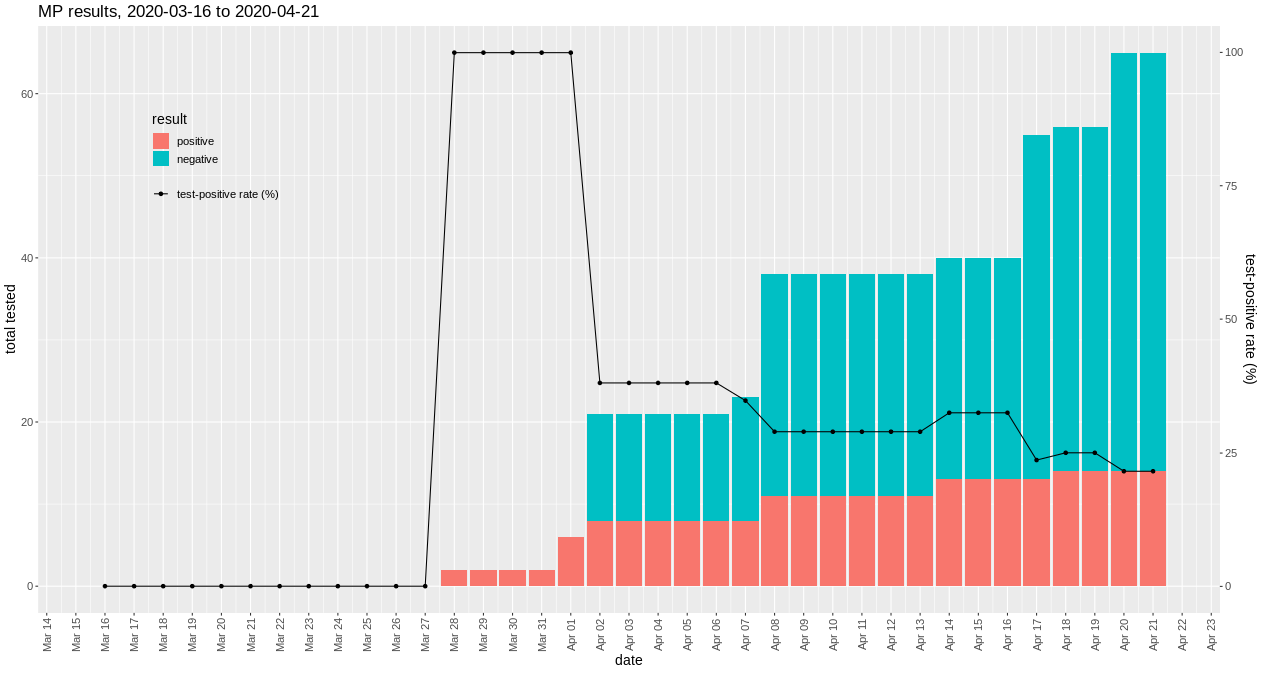 MP results, 2020-03-16 to 2020-04-21
total tested
60
40
20
0
result
positive
negative
test-positive rate (%)
100
75
50
25
0
test-positive rate (%)
Mar 14
Mar 15
Mar 16
Mar 17
Mar 18
Mar 19
Mar 20
Mar 21
Mar 22
Mar 23
Mar 24
Mar 25
Mar 26
Mar 27
Mar 28
Mar 29
Mar 30
Mar 31
Apr 01
Apr 02
Apr 03
Apr 04
Apr 05
Apr 06
Apr 07
Apr 08
Apr 09
Apr 10
Apr 11
Apr 12
Apr 13
Apr 14
Apr 15
Apr 16
Apr 17
Apr 18
Apr 19
Apr 20
Apr 21
Apr 22
Apr 23
date